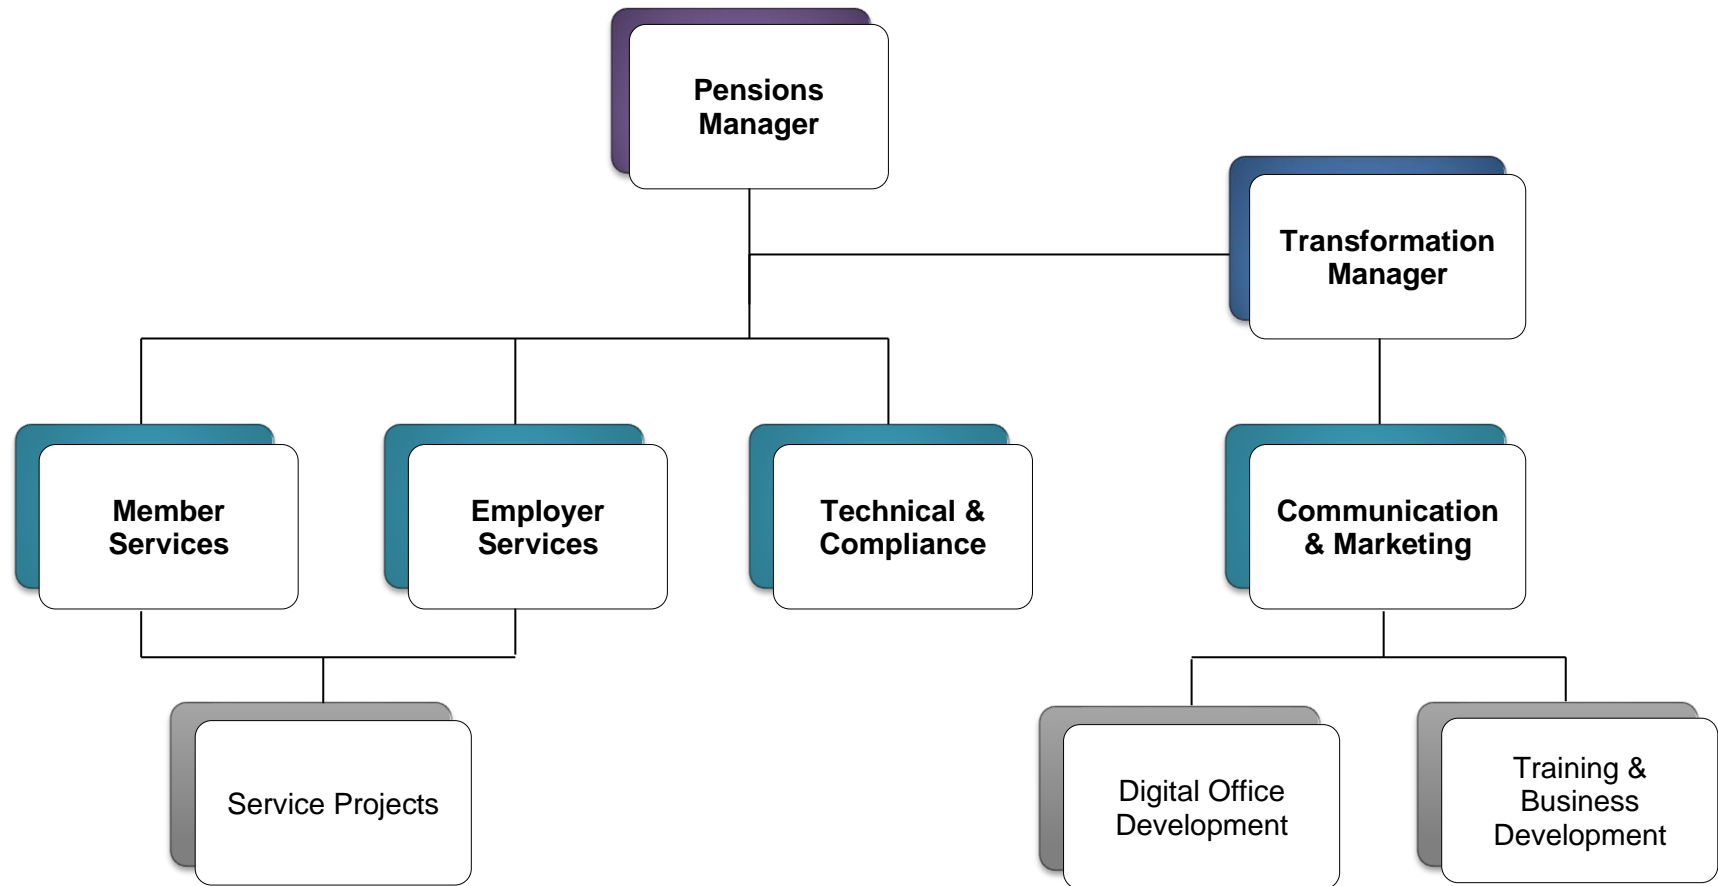 Pensions
Manager
Transformation
Manager
Member
Services
Employer
Services
Technical &
Compliance
Communication
& Marketing
Service Projects
Digital Office
Development
Training &
Business
Development